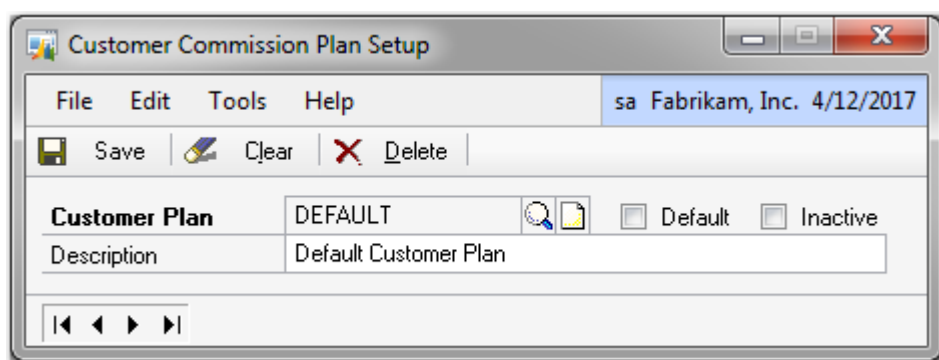 Customer Commission Plan Setup
File Edit Tools Help sa Fabrikam, Inc. 4/12/2017
Save Clear Delete
Customer Plan DEFAULT Default Inactive
Description Default Customer Plan